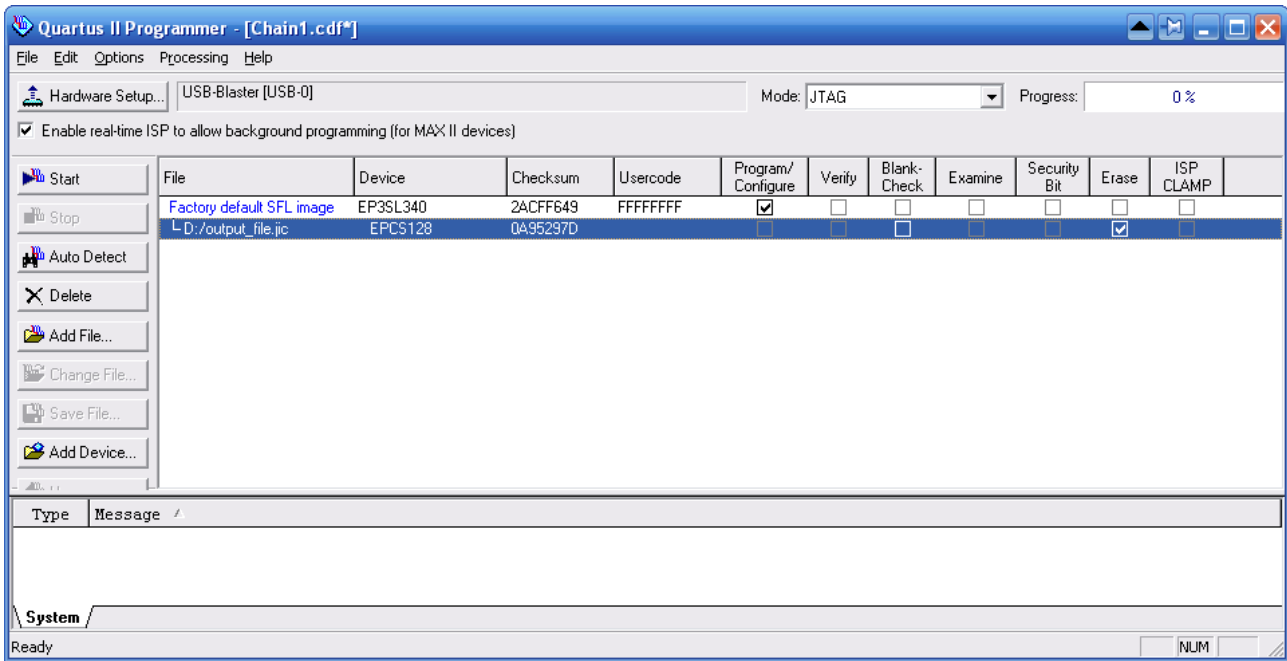 Quartus II Programmer - [Chain1.cdf*]
File Edit Options Processing Help
Hardware Setup... USB-Blaster [USB-0] Mode: JTAG Progress: 0 %
Enable real-time ISP to allow background programming (for MAX II devices)
Start
Stop
Auto Detect
Delete
Add File...
Change File...
Save File...
Add Device...
File Device Checksum Usercode Program/ Configure Verify Blank- Check Examine Security Bit Erase ISP CLAMP
Factory default SFL image EP3SL340 2ACFF649 FFFFFFFF
D:/output_file.jic EPCS128 0A95297D
Type Message
System
Ready NUM